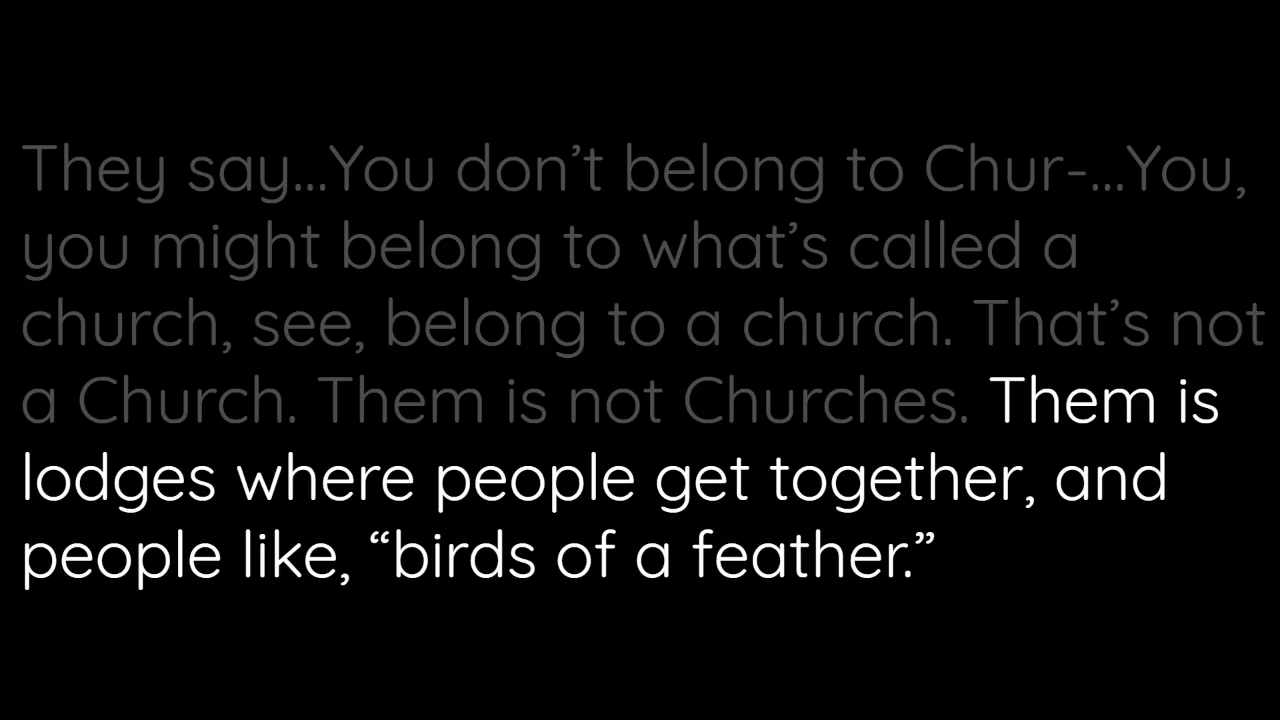 They say...You don’t belong to Chur-...You,
you might belong to what’s called a
church, see, belong to a church. That’s not
a Church. Them is not Churches. Them is
lodges where people get together, and
people like, “birds of a feather.”